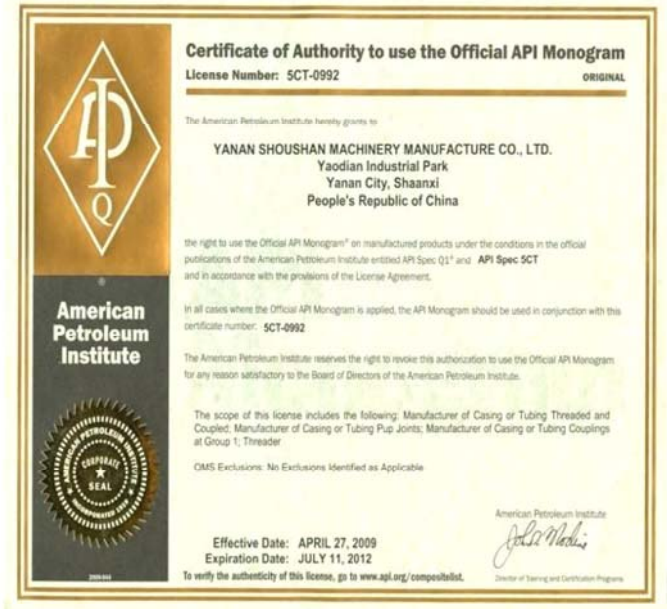 Certificate of Authority to use the Official API Monogram
License Number: 5CT-0992
ORIGINAL
The American Petroleum Institute hereby grants to
YANAN SHOUSHAN MACHINERY MANUFACTURE CO., LTD.
Yaodian Industrial Park
Yanan City, Shaanxi
People's Republic of China
the right to use the Official API Monogram® on manufactured products under the conditions in the official
publications of the American Petroleum Institute entitled API Spec Q1® and API Spec 5CT
and in accordance with the provisions of the License Agreement.
In all cases where the Official API Monogram is applied, the API Monogram should be used in conjunction with this
certificate number: 5CT-0992
The American Petroleum Institute reserves the right to revoke this authorization to use the Official API Monogram
for any reason satisfactory to the Board of Directors of the American Petroleum Institute.
The scope of this license includes the following: Manufacturer of Casing or Tubing Threaded and
Coupled; Manufacturer of Casing or Tubing Pup Joints; Manufacturer of Casing or Tubing Couplings
at Group 1; Threader
QMS Exclusions: No Exclusions Identified as Applicable
American Petroleum Institute
Effective Date: APRIL 27, 2009
Expiration Date: JULY 11, 2012
To verify the authenticity of this license, go to www.api.org/compositelist.
Director of Training and Certification Programs
API
Q
®
American
Petroleum
Institute
AMERICAN PETROLEUM INSTITUTE
CORPORATE
SEAL